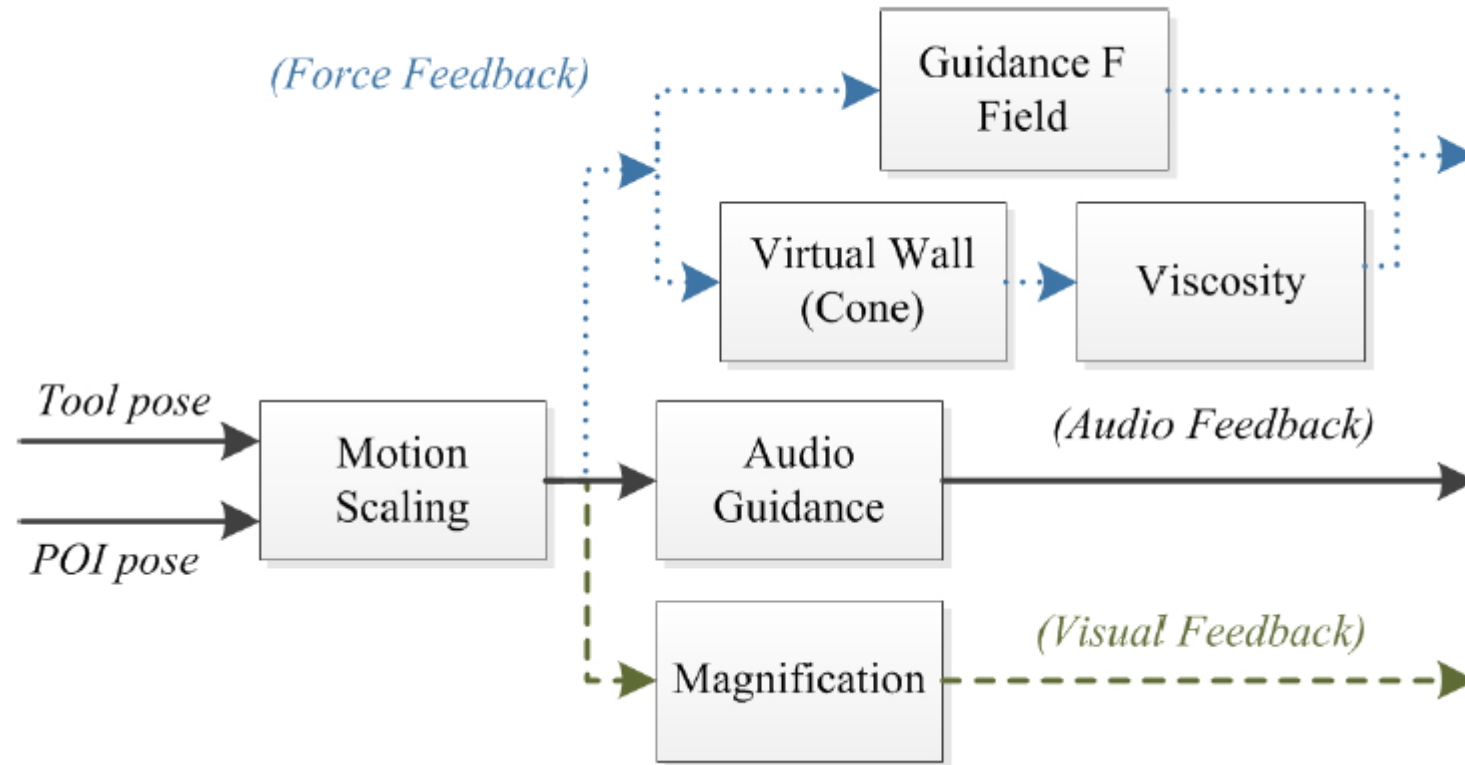 (Force Feedback)
Guidance F
Field
Virtual Wall
(Cone)
Viscosity
Tool pose
POI pose
Motion
Scaling
Audio
Guidance
(Audio Feedback)
Magnification
(Visual Feedback)